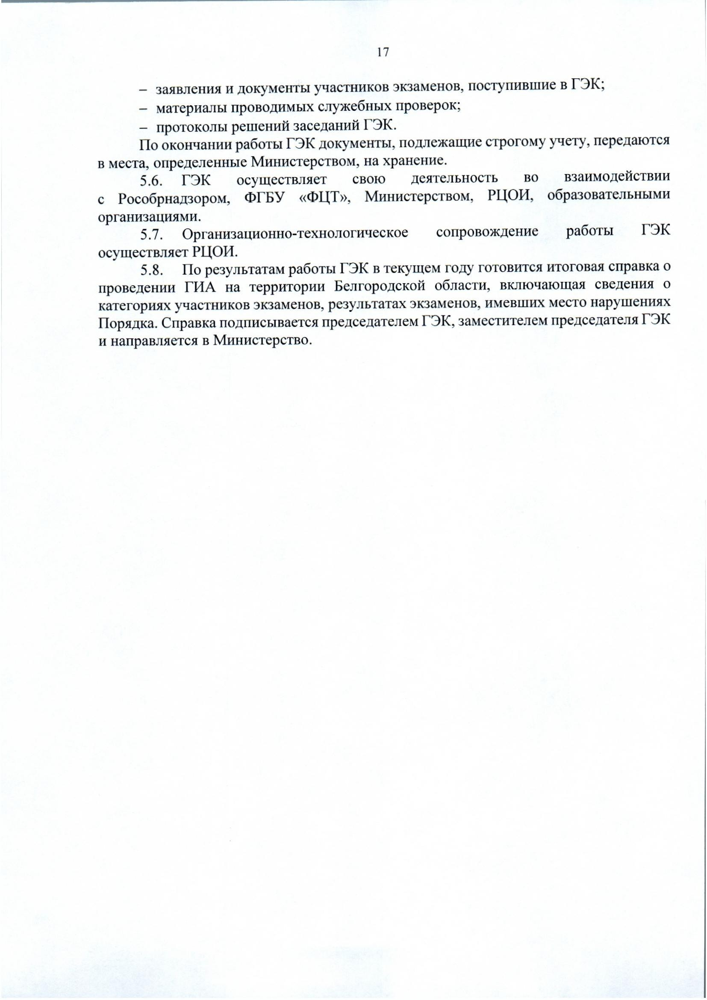 17
– заявления и документы участников экзаменов, поступившие в ГЭК;
– материалы проводимых служебных проверок;
– протоколы решений заседаний ГЭК.
По окончании работы ГЭК документы, подлежащие строгому учету, передаются
в места, определенные Министерством, на хранение.
5.6. ГЭК осуществляет свою деятельность во взаимодействии
с Рособрнадзором, ФГБУ «ФЦТ», Министерством, РЦОИ, образовательными
организациями.
5.7. Организационно-технологическое сопровождение работы ГЭК
осуществляет РЦОИ.
5.8. По результатам работы ГЭК в текущем году готовится итоговая справка о
проведении ГИА на территории Белгородской области, включающая сведения о
категориях участников экзаменов, результатах экзаменов, имевших место нарушениях
Порядка. Справка подписывается председателем ГЭК, заместителем председателя ГЭК
и направляется в Министерство.